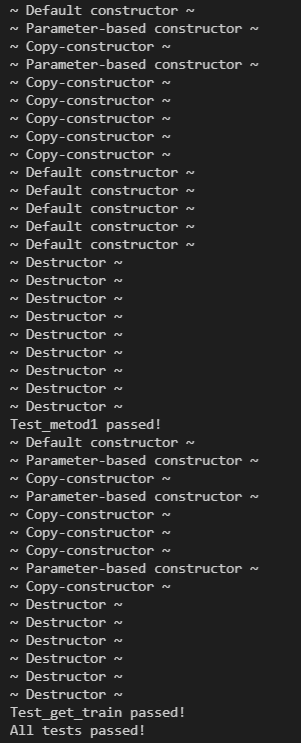 ~ Default constructor ~
~ Parameter-based constructor ~
~ Copy-constructor ~
~ Parameter-based constructor ~
~ Copy-constructor ~
~ Copy-constructor ~
~ Copy-constructor ~
~ Copy-constructor ~
~ Copy-constructor ~
~ Default constructor ~
~ Default constructor ~
~ Default constructor ~
~ Default constructor ~
~ Default constructor ~
~ Destructor ~
~ Destructor ~
~ Destructor ~
~ Destructor ~
~ Destructor ~
~ Destructor ~
~ Destructor ~
~ Destructor ~
~ Destructor ~
Test_metod1 passed!
~ Default constructor ~
~ Parameter-based constructor ~
~ Copy-constructor ~
~ Parameter-based constructor ~
~ Copy-constructor ~
~ Copy-constructor ~
~ Copy-constructor ~
~ Parameter-based constructor ~
~ Copy-constructor ~
~ Destructor ~
~ Destructor ~
~ Destructor ~
~ Destructor ~
~ Destructor ~
~ Destructor ~
Test_get_train passed!
All tests passed!